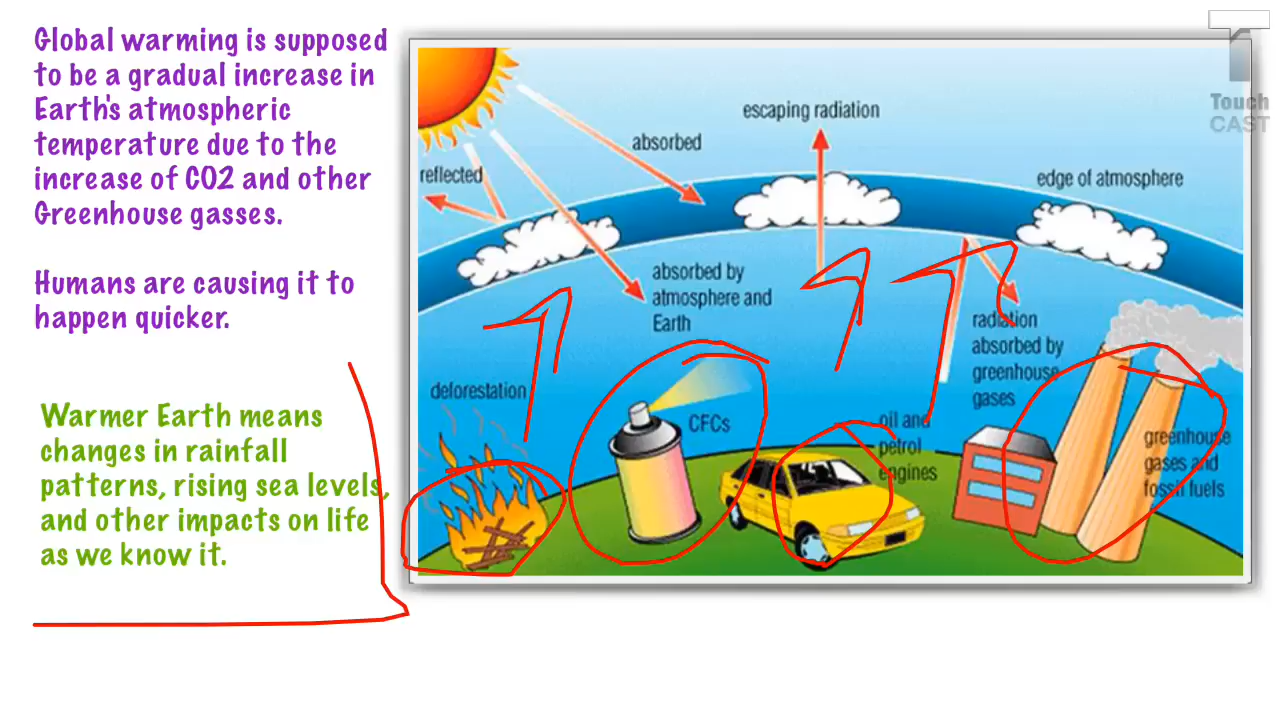 Global warming is supposed
to be a gradual increase in
Earth's atmospheric
temperature due to the
increase of CO2 and other
Greenhouse gasses.
Humans are causing it to
happen quicker.
Warmer Earth means
changes in rainfall
patterns, rising sea levels,
and other impacts on life
as we know it.
escaping radiation
absorbed
reflected
edge of atmosphere
absorbed by
atmosphere and
Earth
radiation
absorbed by
greenhouse
gases
deforestation
CFCs
oil and
petrol
engines
greenhouse
gases and
fossil fuels
Touch
CAST